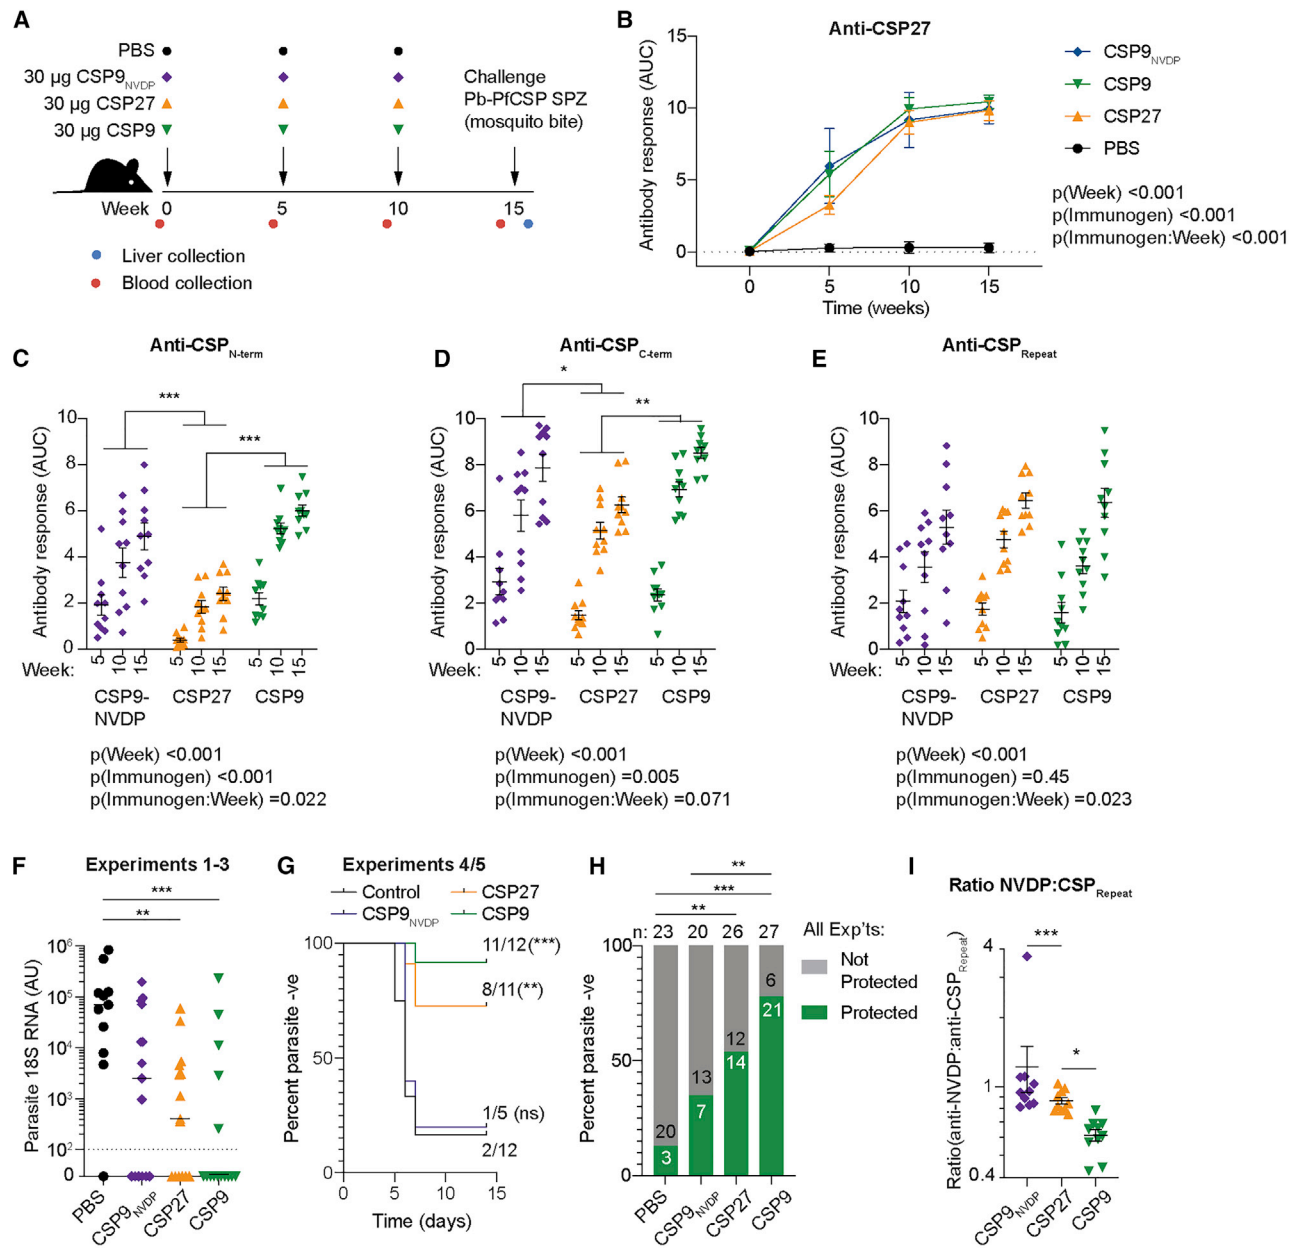 A
PBS
30 µg CSP9NVDP
30 µg CSP27
30 µg CSP9
Challenge
Pb-PfCSP SPZ
(mosquito bite)
Week 0 5 10 15
Liver collection
Blood collection
B
Anti-CSP27
Antibody response (AUC)
15
10
5
0
0 5 10 15
Time (weeks)
CSP9NVDP
CSP9
CSP27
PBS
p(Week) <0.001
p(Immunogen) <0.001
p(Immunogen:Week) <0.001
C
Anti-CSPN-term
Antibody response (AUC)
10
8
6
4
2
0
***
***
Week: 5 10 15 5 10 15 5 10 15
CSP9-
NVDP
CSP27
CSP9
p(Week) <0.001
p(Immunogen) <0.001
p(Immunogen:Week) =0.022
D
Anti-CSPC-term
Antibody response (AUC)
10
8
6
4
2
0
*
**
Week: 5 10 15 5 10 15 5 10 15
CSP9-
NVDP
CSP27
CSP9
p(Week) <0.001
p(Immunogen) =0.005
p(Immunogen:Week) =0.071
E
Anti-CSPRepeat
Antibody response (AUC)
10
8
6
4
2
0
Week: 5 10 15 5 10 15 5 10 15
CSP9-
NVDP
CSP27
CSP9
p(Week) <0.001
p(Immunogen) =0.45
p(Immunogen:Week) =0.023
F
Experiments 1-3
***
**
Parasite 18S RNA (AU)
10^6
10^5
10^4
10^3
10^2
0
PBS
CSP9NVDP
CSP27
CSP9
G
Experiments 4/5
Control
CSP9NVDP
CSP27
CSP9
Percent parasite -ve
100
50
0
11/12(***)
8/11(**)
1/5 (ns)
2/12
0 5 10 15
Time (days)
H
**
***
**
n: 23 20 26 27
Percent parasite -ve
100
50
0
20
3
13
7
12
14
6
21
PBS
CSP9NVDP
CSP27
CSP9
All Exp'ts:
Not
Protected
Protected
I
Ratio NVDP:CSPRepeat
Ratio(anti-NVDP:anti-CSPRepeat)
4
1
0.4
***
*
CSP9NVDP
CSP27
CSP9